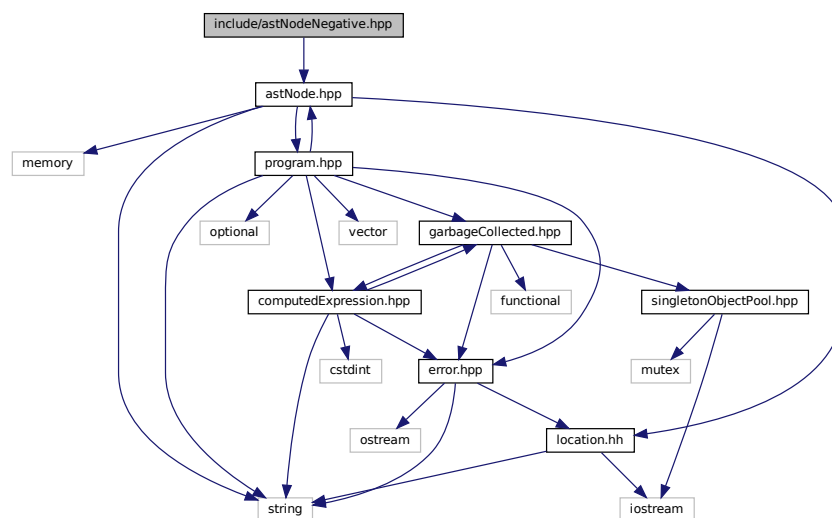 include/astNodeNegative.hpp
astNode.hpp
memory
program.hpp
optional
vector
garbageCollected.hpp
computedExpression.hpp
functional
singletonObjectPool.hpp
cstdint
error.hpp
mutex
ostream
location.hh
string
iostream